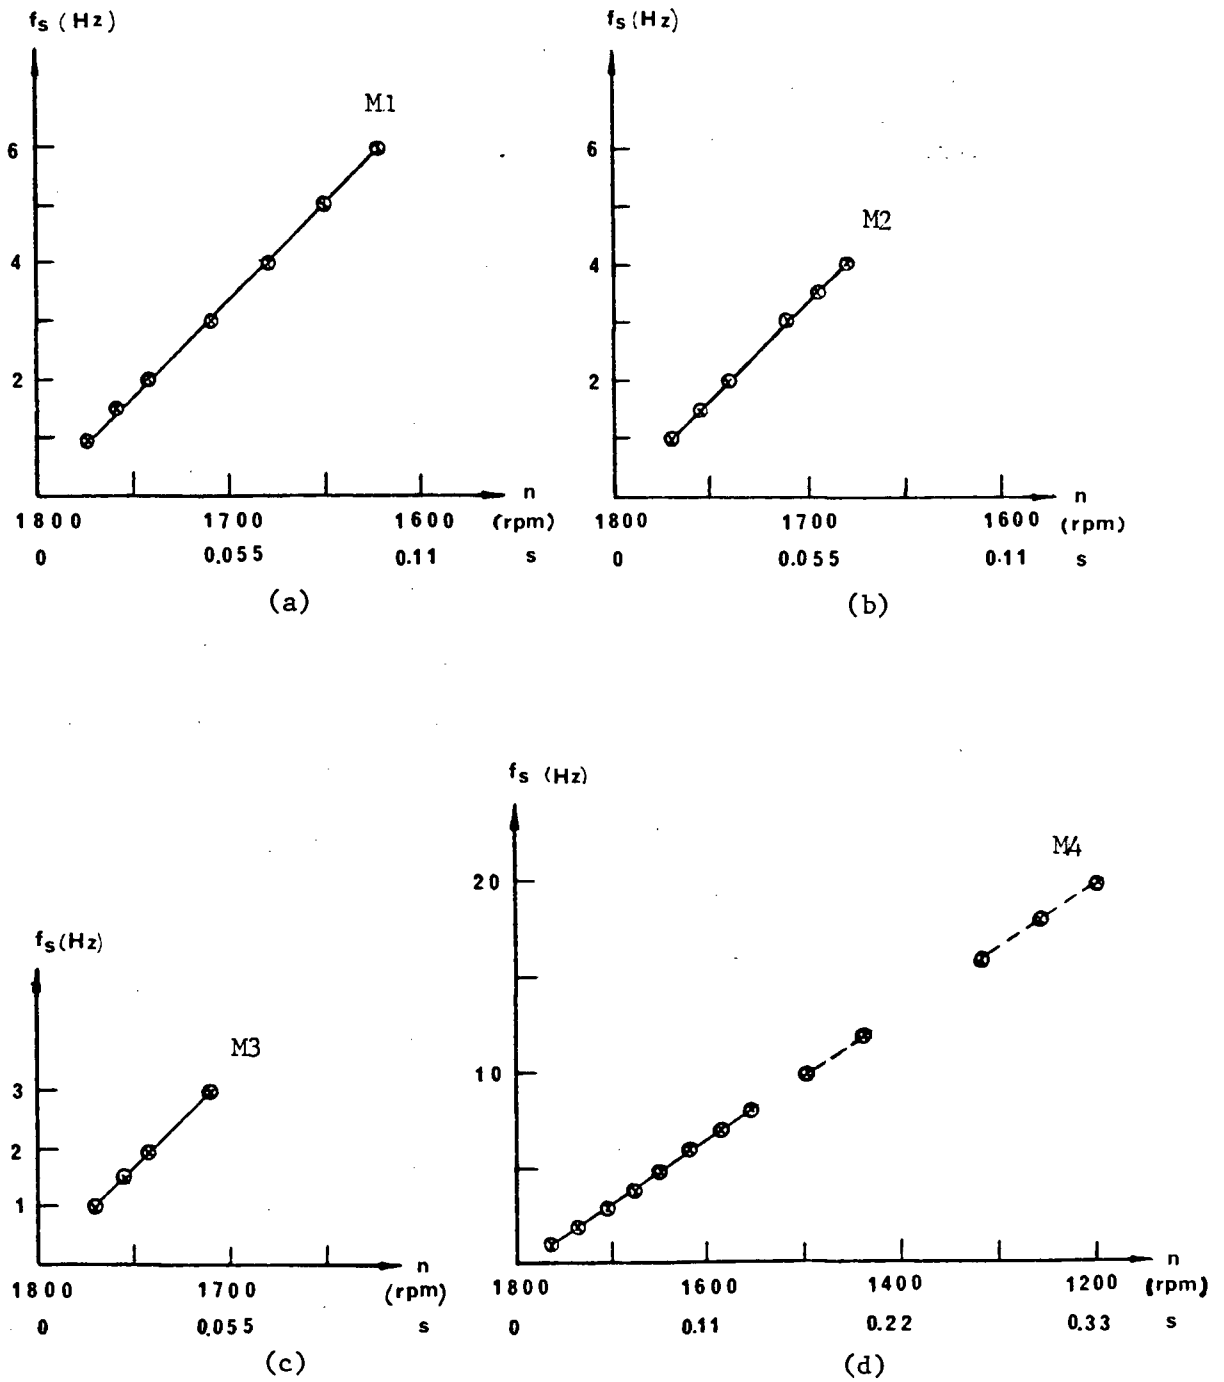 fs (Hz)
M1
6
4
2
1800 1700 1600 n (rpm)
0 0.055 0.11 s
(a)
fs (Hz)
M2
6
4
2
1800 1700 1600 n (rpm)
0 0.055 0.11 s
(b)
fs (Hz)
M3
3
2
1
1800 1700 n (rpm)
0 0.055 s
(c)
fs (Hz)
M4
20
10
1800 1600 1400 1200 n (rpm)
0 0.11 0.22 0.33 s
(d)